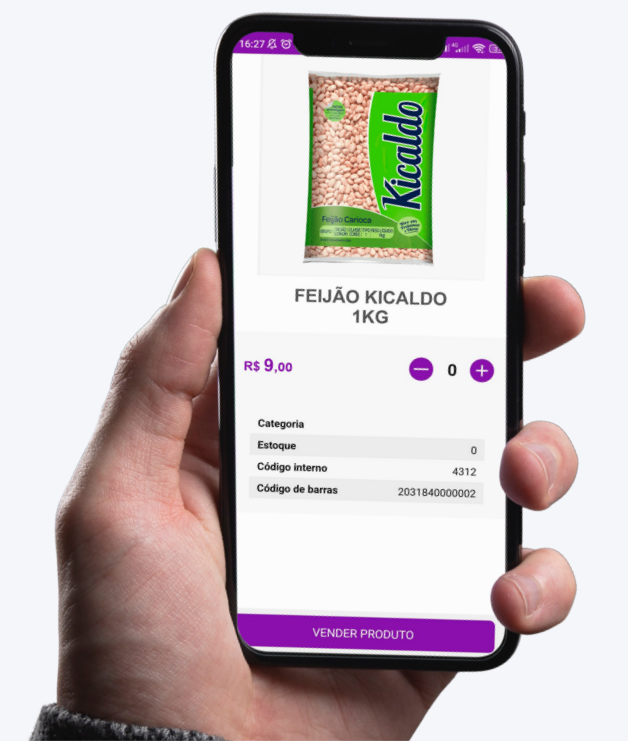 16:27
Kicaldo
Feijão Carioca
FEIJÃO KICALDO
1KG
R$ 9,00
0
Categoria
Estoque 0
Código interno 4312
Código de barras 2031840000002
VENDER PRODUTO